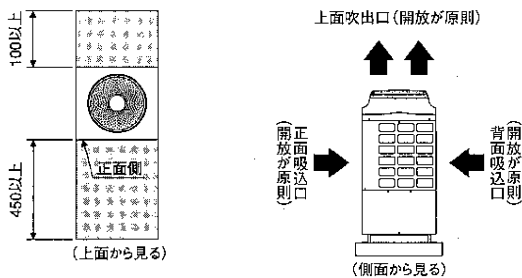 100以上
正面側
450以上
(上面から見る)
上面吹出口(開放が原則)
正面吸込口
(開放が原則)
背面吸込口
(開放が原則)
(側面から見る)